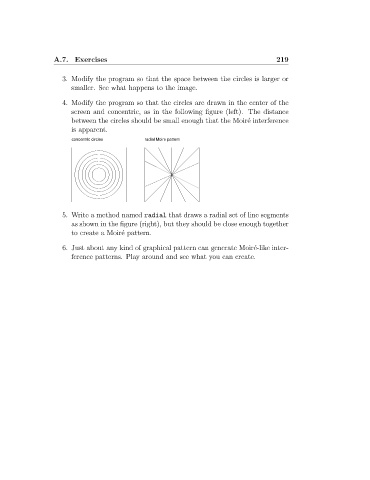 A.7. Exercises 219
3. Modify the program so that the space between the circles is larger or
smaller. See what happens to the image.
4. Modify the program so that the circles are drawn in the center of the
screen and concentric, as in the following figure (left). The distance
between the circles should be small enough that the Moiré interference
is apparent.
concentric circles radial Moire pattern
5. Write a method named radial that draws a radial set of line segments
as shown in the figure (right), but they should be close enough together
to create a Moiré pattern.
6. Just about any kind of graphical pattern can generate Moiré-like inter-
ference patterns. Play around and see what you can create.